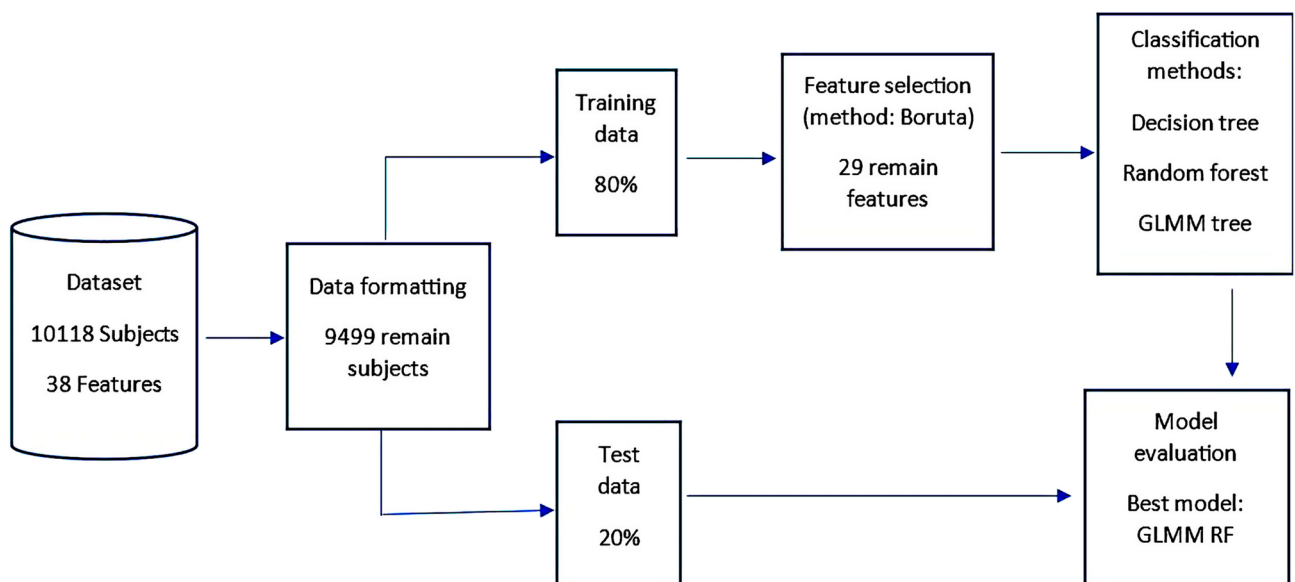 Dataset
10118 Subjects
38 Features
Data formatting
9499 remain
subjects
Training
data
80%
Feature selection
(method: Boruta)
29 remain
features
Classification
methods:
Decision tree
Random forest
GLMM tree
Test
data
20%
Model
evaluation
Best model:
GLMM RF